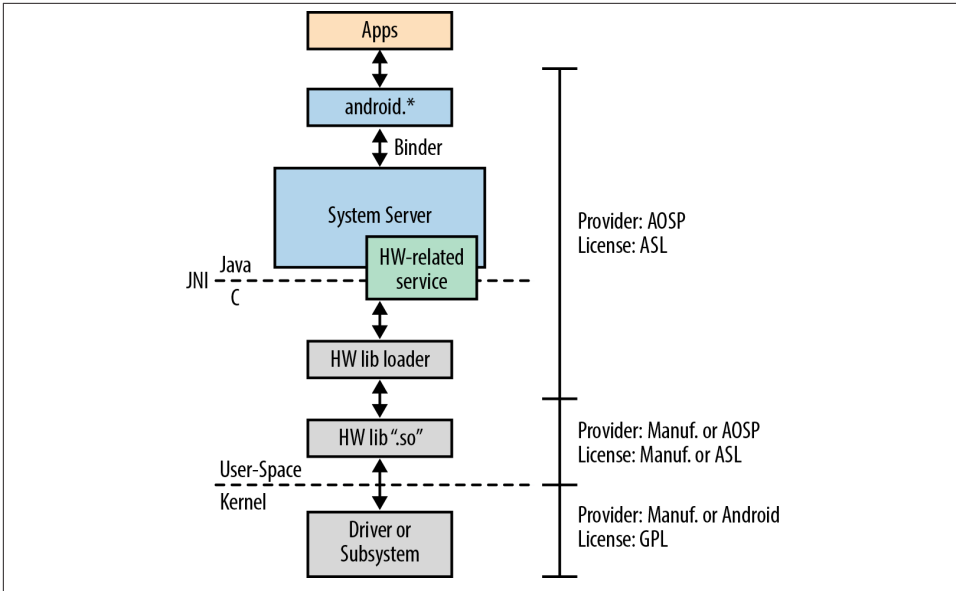 Apps
android.*
Binder
System Server
HW-related
service
JNI
Java
C
Provider: AOSP
License: ASL
HW lib loader
HW lib “.so”
Provider: Manuf. or AOSP
License: Manuf. or ASL
User-Space
Kernel
Driver or
Subsystem
Provider: Manuf. or Android
License: GPL